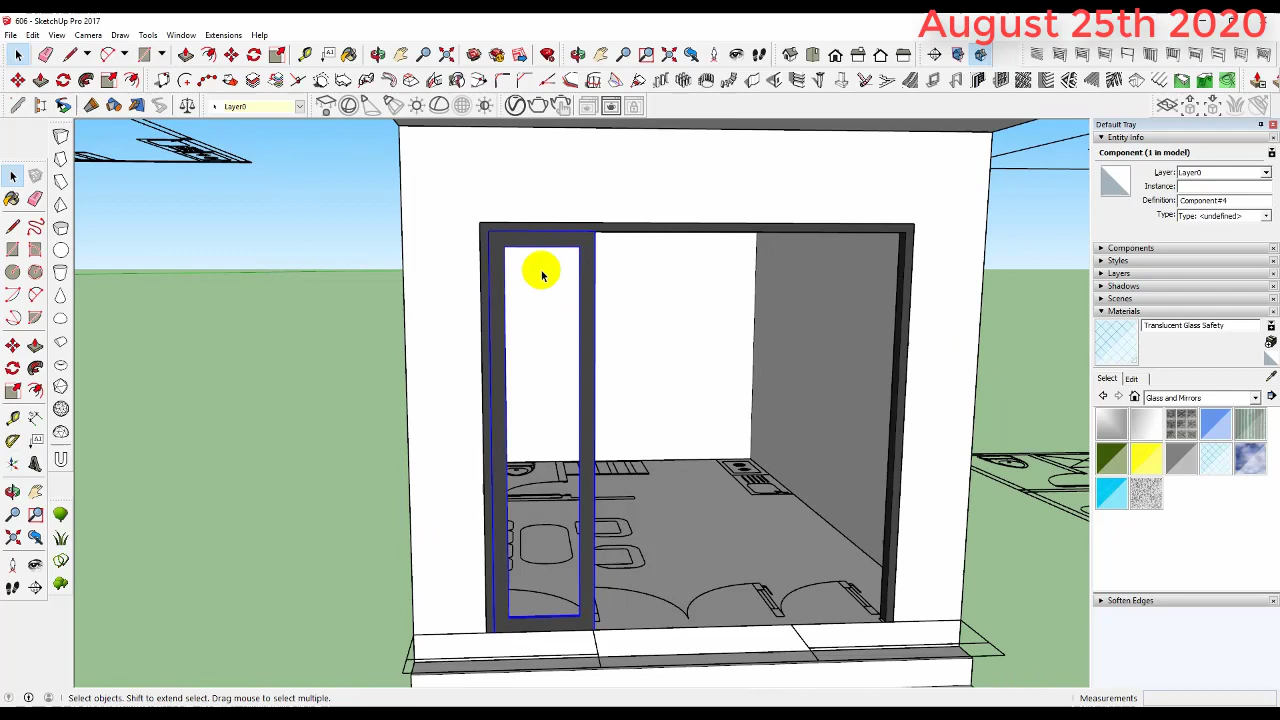 606 - SketchUp Pro 2017
August 25th 2020
File Edit View Camera Draw Tools Window Extensions Help
Layer0
Default Tray
Entity Info
Component (1 in model)
Layer: Layer0
Instance:
Definition: Component#4
Type: Type: <undefined>
Components
Styles
Layers
Shadows
Scenes
Materials
Translucent Glass Safety
Select Edit
Glass and Mirrors
Soften Edges
Select objects. Shift to extend select. Drag mouse to select multiple.
Measurements